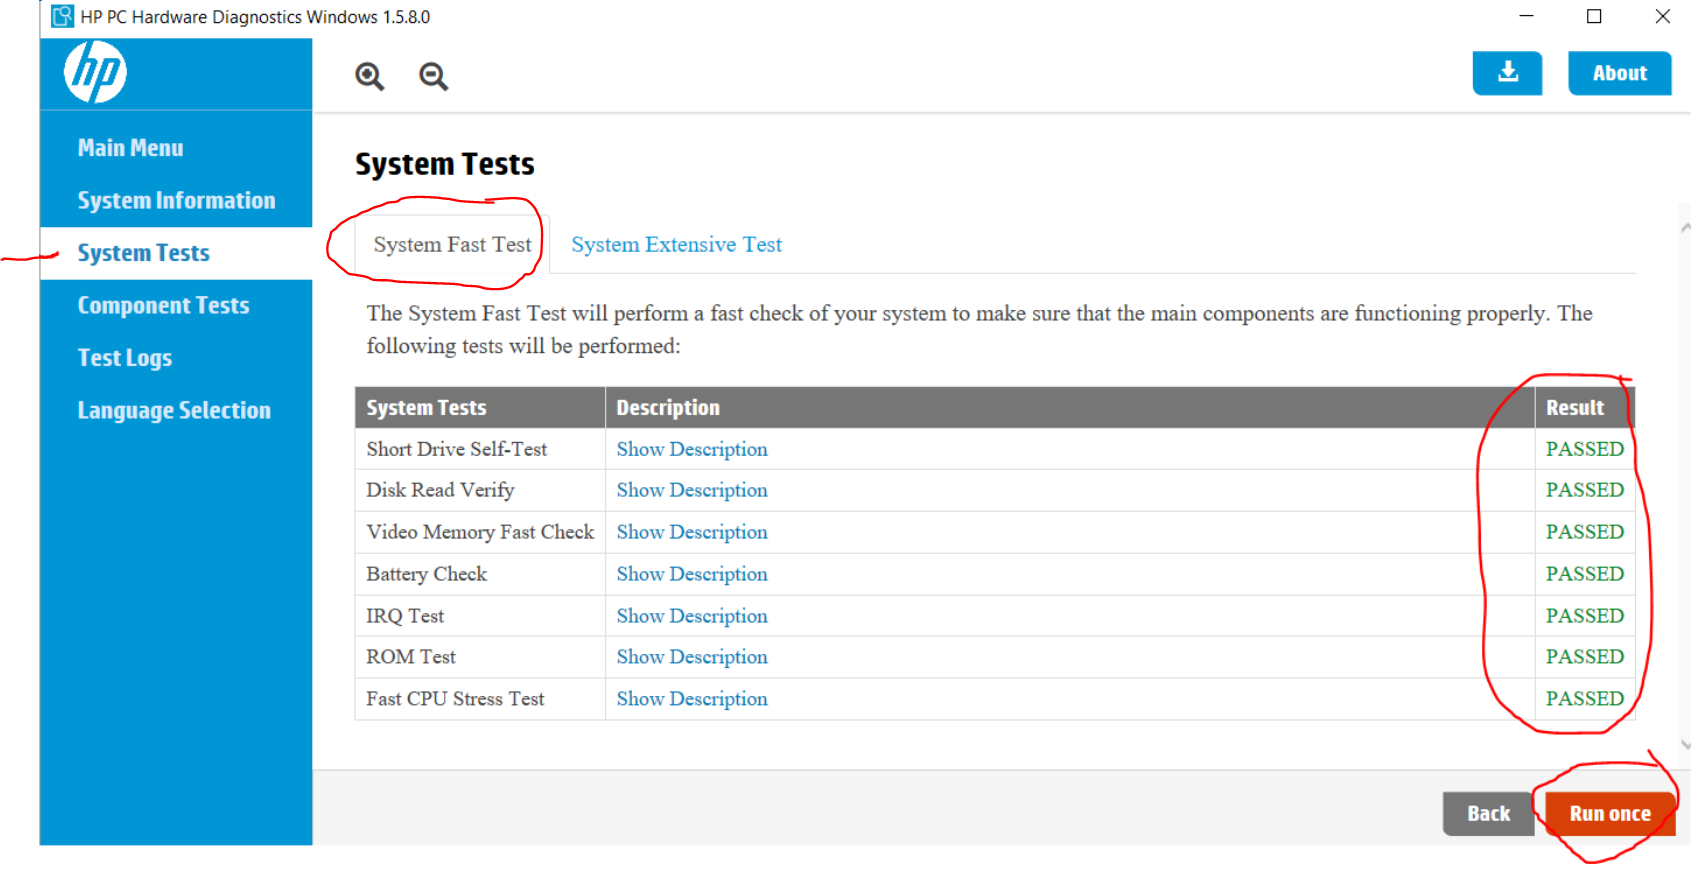 HP PC Hardware Diagnostics Windows 1.5.8.0
hp
About
Main Menu
System Information
System Tests
Component Tests
Test Logs
Language Selection
System Tests
System Fast Test
System Extensive Test
The System Fast Test will perform a fast check of your system to make sure that the main components are functioning properly. The
following tests will be performed:
System Tests Description Result
Short Drive Self-Test Show Description PASSED
Disk Read Verify Show Description PASSED
Video Memory Fast Check Show Description PASSED
Battery Check Show Description PASSED
IRQ Test Show Description PASSED
ROM Test Show Description PASSED
Fast CPU Stress Test Show Description PASSED
Back
Run once